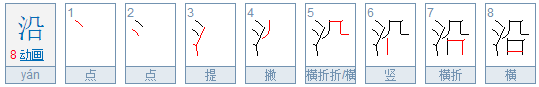 沿 1 2 3 4 5 6 7 8
8 动画
yán 点 点 提 撇 横折折/横 竖 横折 横